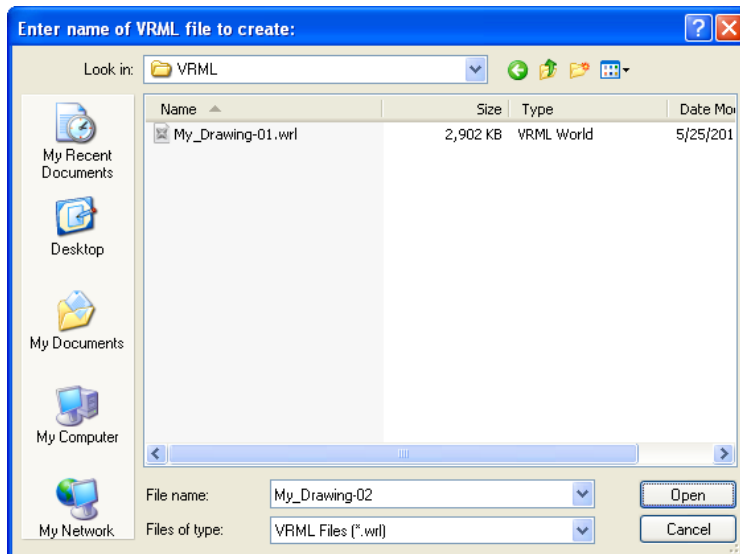 Enter name of VRML file to create:
Look in: VRML
My Recent
Documents
Desktop
My Documents
My Computer
My Network
Name Size Type Date Mo
My_Drawing-01.wrl 2,902 KB VRML World 5/25/201
File name: My_Drawing-02 Open
Files of type: VRML Files (*.wrl) Cancel